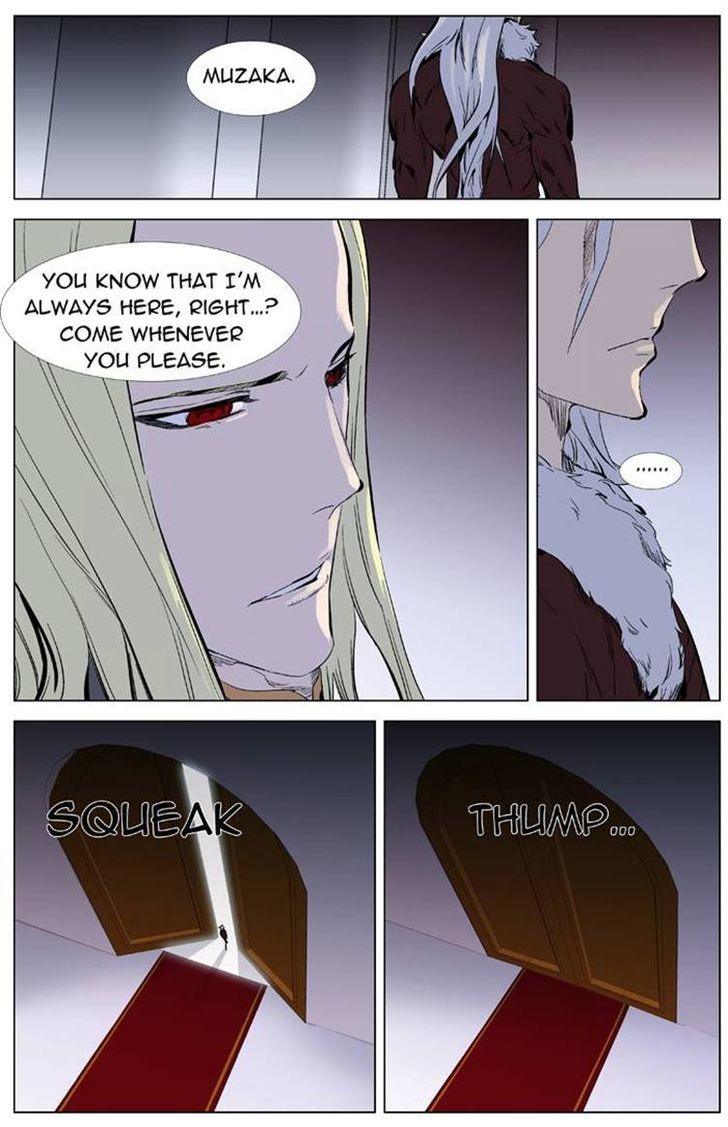 MUZAKA.
YOU KNOW THAT I'M
ALWAYS HERE, RIGHT...?
COME WHENEVER
YOU PLEASE.
......
SQUEAK
THUMP...